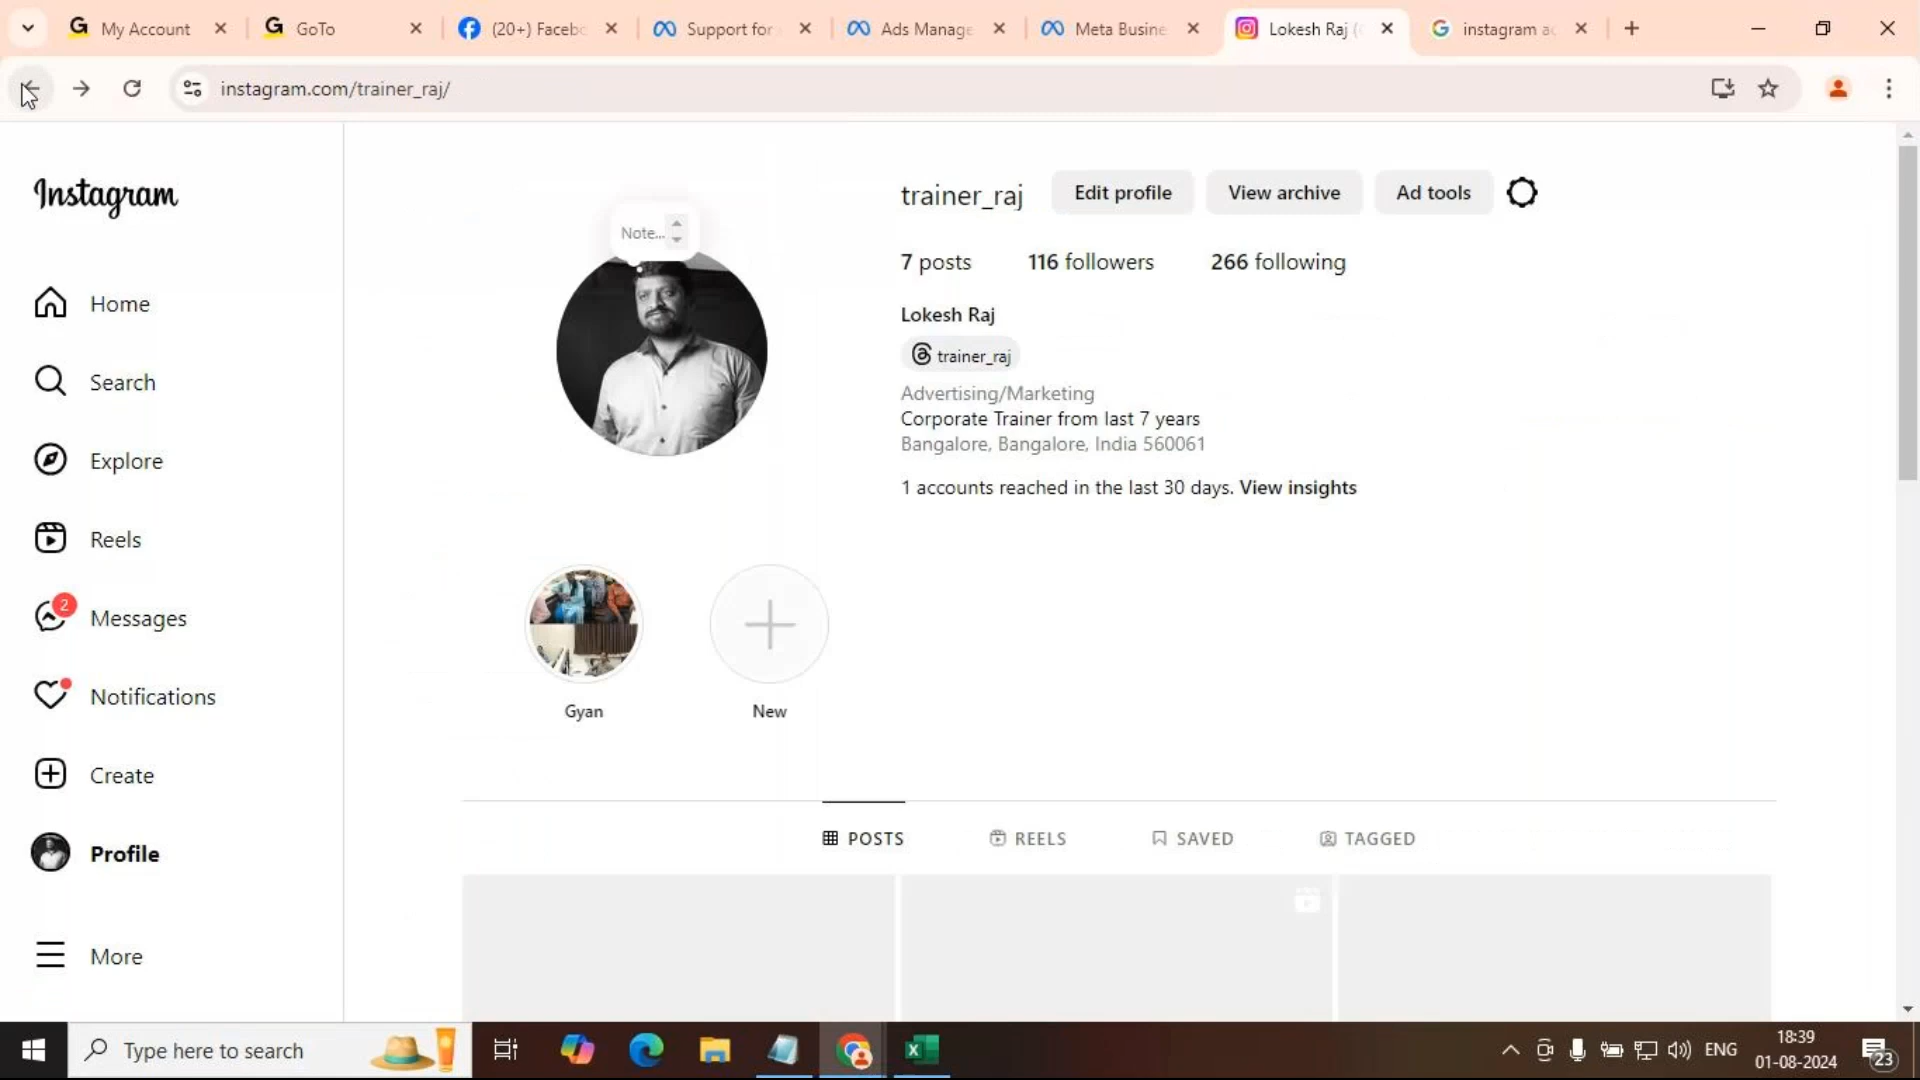 My Account
GoTo
(20+) Facebo
Support for
Ads Manage
Meta Busine
Lokesh Raj (
instagram a
instagram.com/trainer_raj/
Instagram
Home
Search
Explore
Reels
2
Messages
Notifications
Create
Profile
More
Note...
trainer_raj
Edit profile
View archive
Ad tools
7 posts
116 followers
266 following
Lokesh Raj
trainer_raj
Advertising/Marketing
Corporate Trainer from last 7 years
Bangalore, Bangalore, India 560061
1 accounts reached in the last 30 days. View insights
Gyan
New
POSTS
REELS
SAVED
TAGGED
Type here to search
ENG
18:39
01-08-2024
23